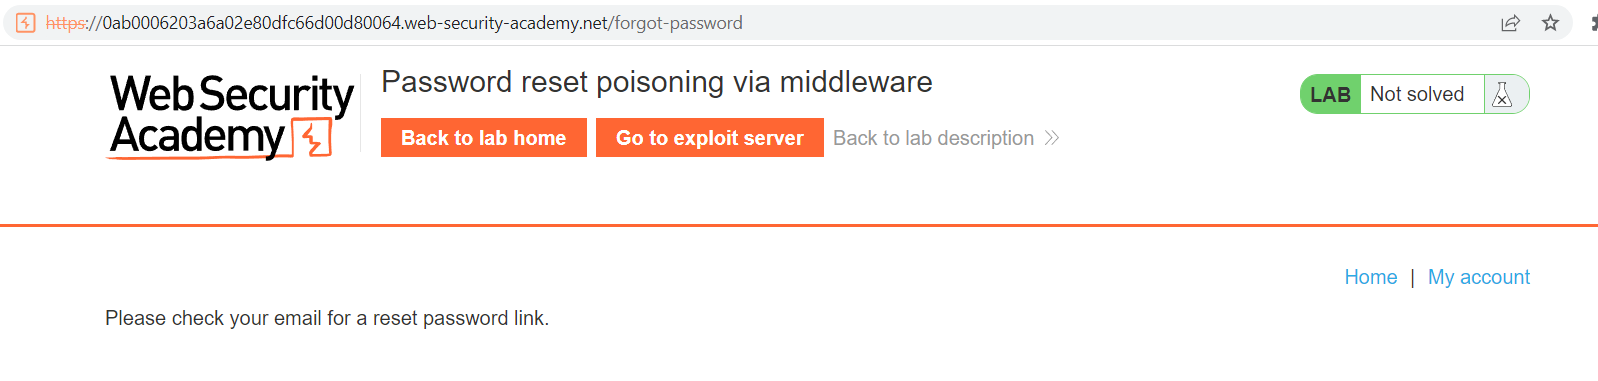 https://0ab0006203a6a02e80dfc66d00d80064.web-security-academy.net/forgot-password
Web Security
Academy
Password reset poisoning via middleware
Back to lab home
Go to exploit server
Back to lab description
LAB
Not solved
Home | My account
Please check your email for a reset password link.